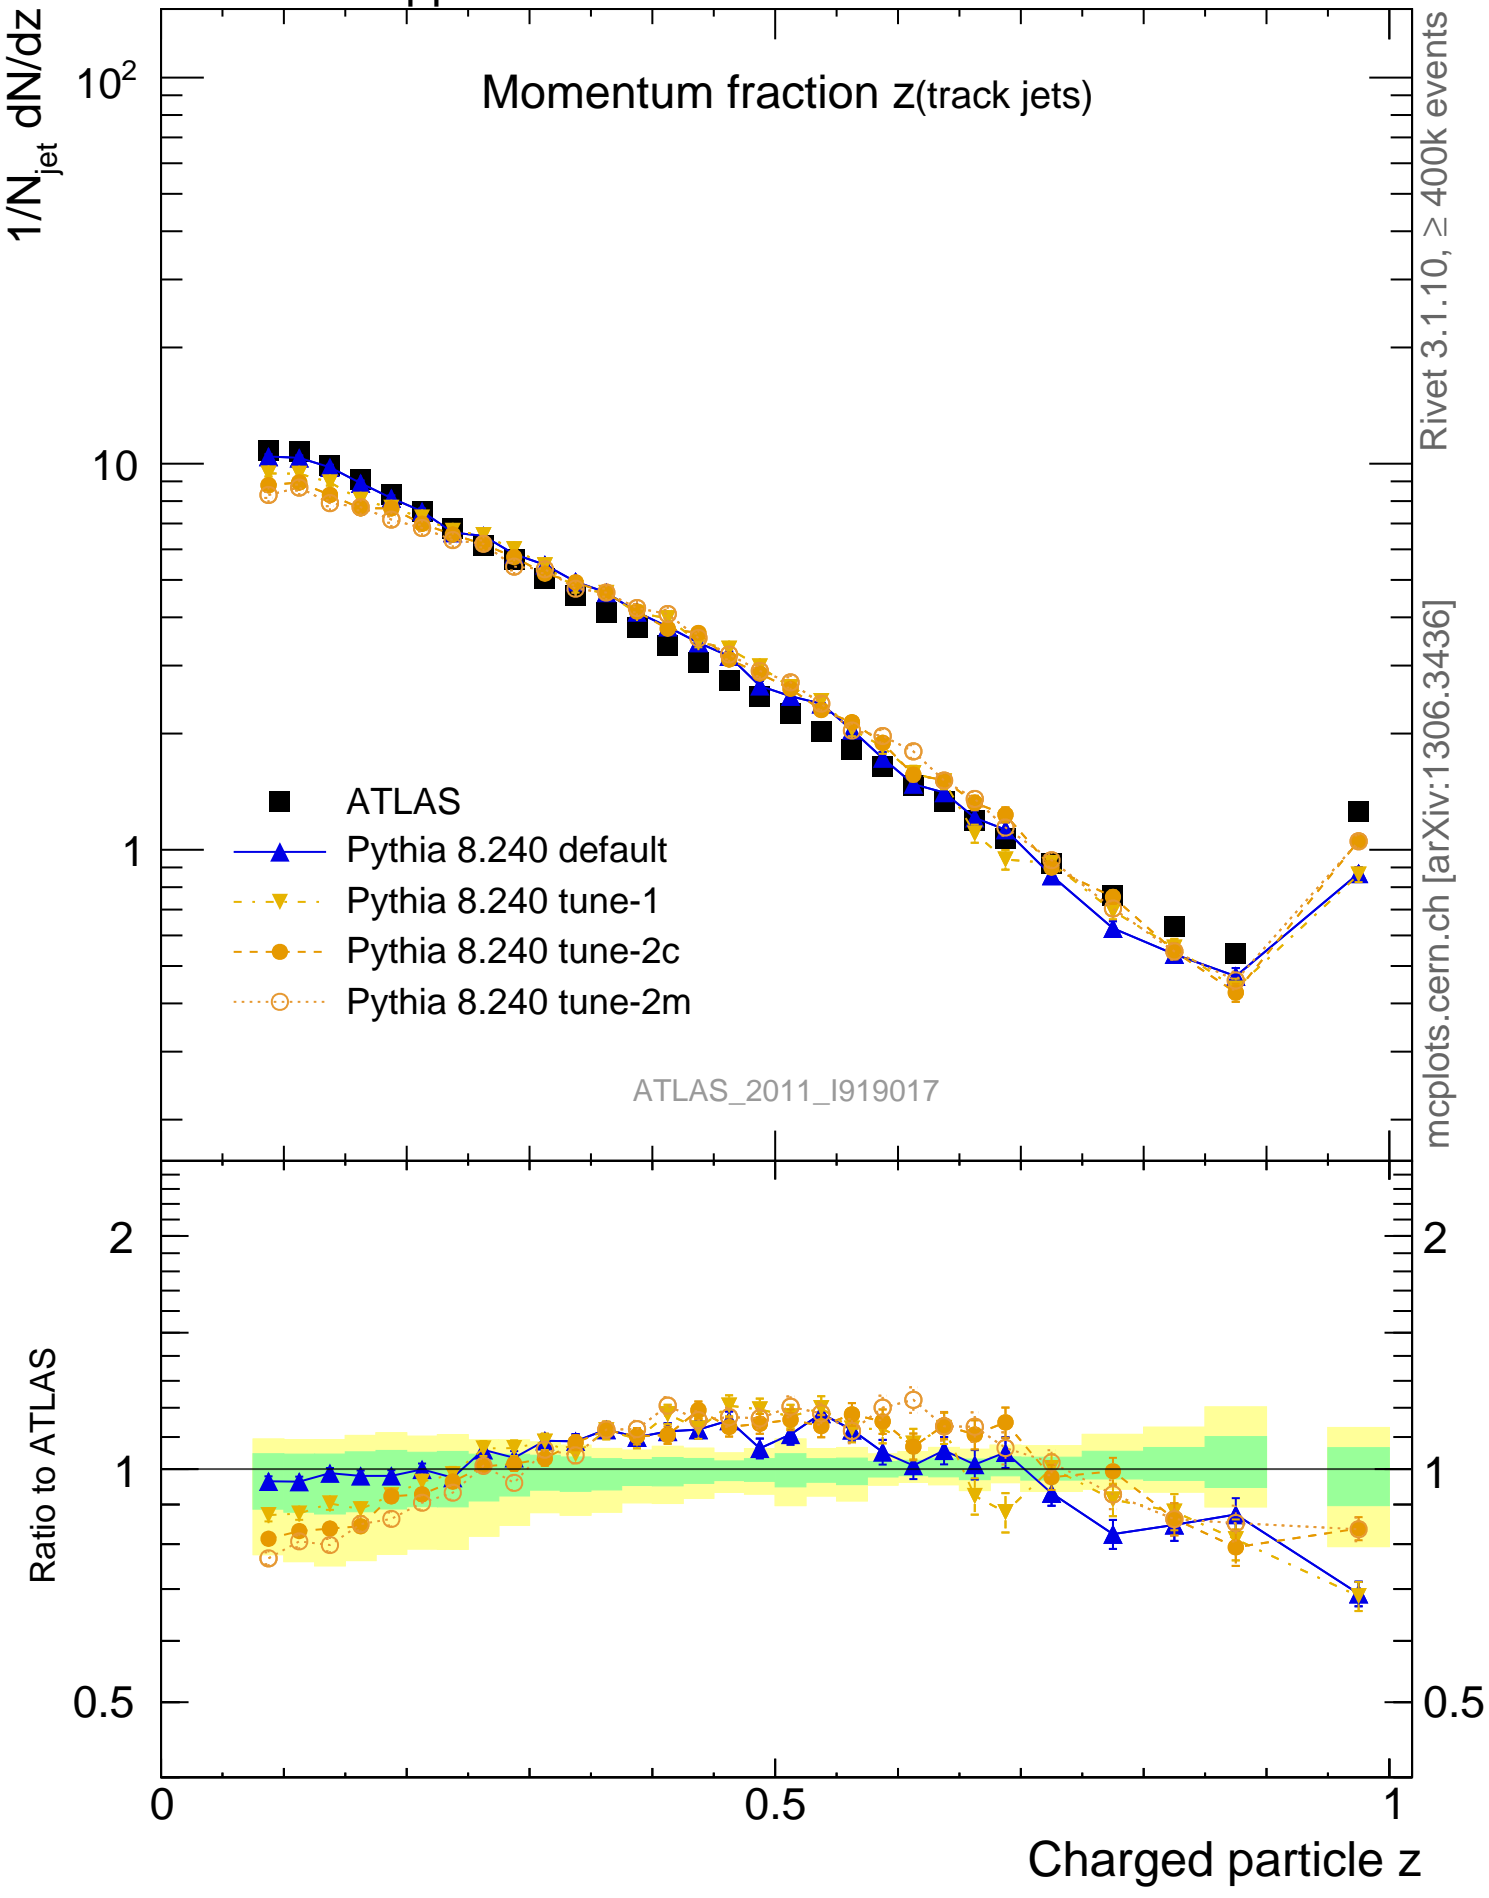 1/N_jet dN/dz
Momentum fraction z(track jets)
10^2
10
1
ATLAS
Pythia 8.240 default
Pythia 8.240 tune-1
Pythia 8.240 tune-2c
Pythia 8.240 tune-2m
ATLAS_2011_I919017
Rivet 3.1.10, ≥ 400k events
mcplots.cern.ch [arXiv:1306.3436]
Ratio to ATLAS
2
1
0.5
2
1
0.5
0
0.5
1
Charged particle z